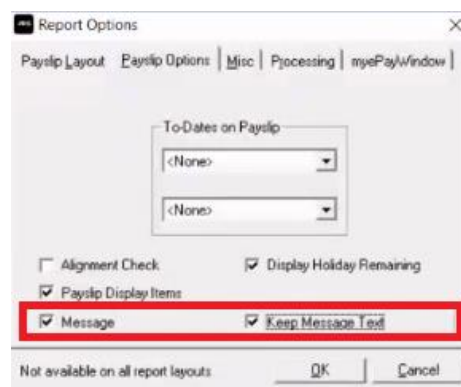 Report Options
Payslip Layout Payslip Options Misc Processing myePayWindow
To-Dates on Payslip
<None>
<None>
Alignment Check Display Holiday Remaining
Payslip Display Items
Message Keep Message Text
Not available on all report layouts OK Cancel